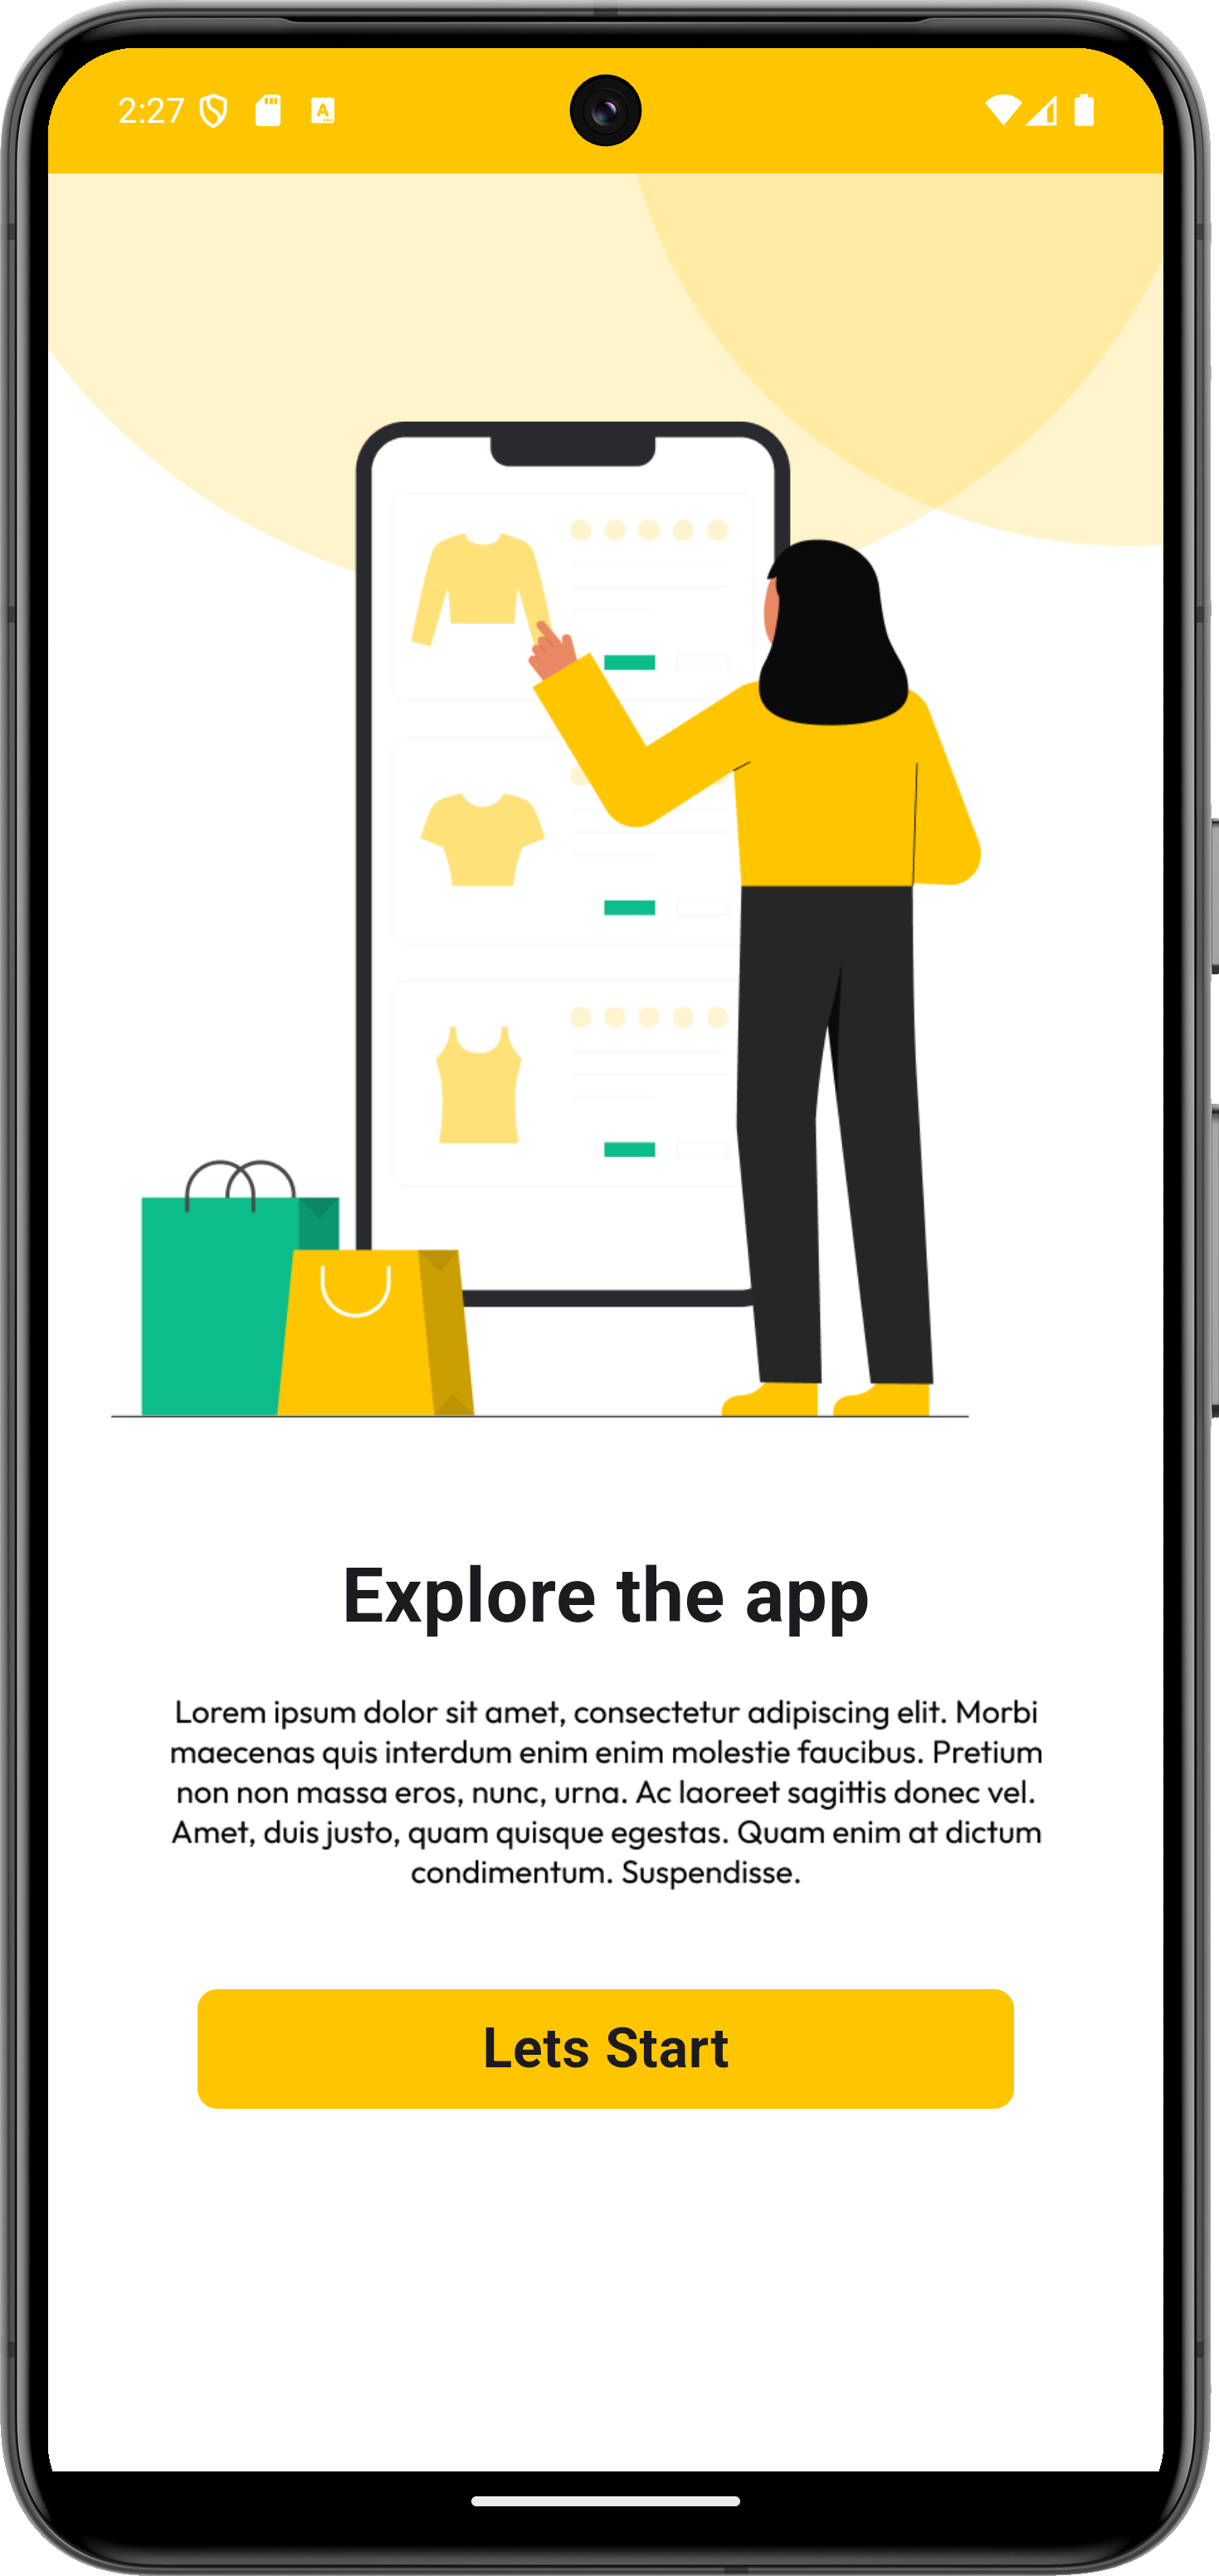 2:27
A
Explore the app
Lorem ipsum dolor sit amet, consectetur adipiscing elit. Morbi
maecenas quis interdum enim enim molestie faucibus. Pretium
non non massa eros, nunc, urna. Ac laoreet sagittis donec vel.
Amet, duis justo, quam quisque egestas. Quam enim at dictum
condimentum. Suspendisse.
Lets Start